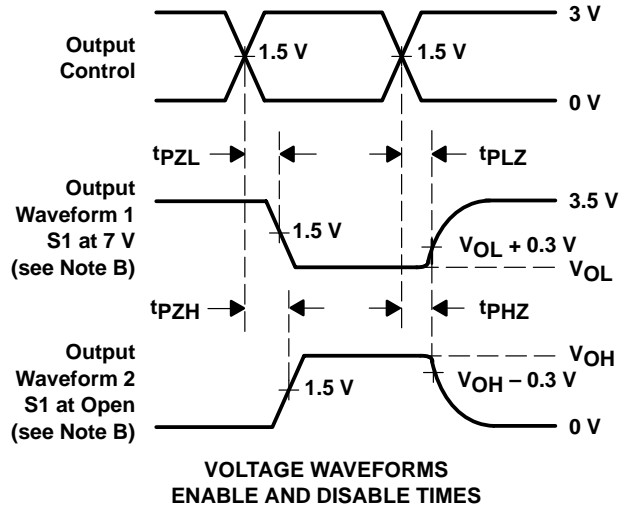 3 V
Output
Control
1.5 V
1.5 V
0 V
tPZL
tPLZ
Output
Waveform 1
S1 at 7 V
(see Note B)
3.5 V
1.5 V
VOL + 0.3 V
VOL
tPZH
tPHZ
Output
Waveform 2
S1 at Open
(see Note B)
VOH
1.5 V
VOH − 0.3 V
0 V
VOLTAGE WAVEFORMS
ENABLE AND DISABLE TIMES